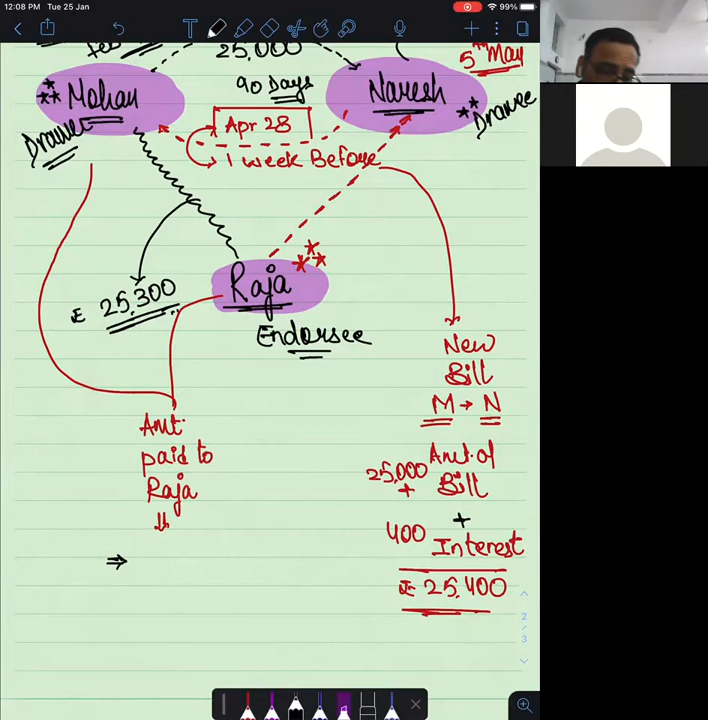 12:08 PM Tue 25 Jan
99%
T
25,000
5th May
90 Days
Mohan
Naresh
Drawer
Drawee
Apr 28
1 week Before
Raja
25,300
Endorsee
New
Bill
M → N
Amt.
paid to
Raja
25,000 Amt. of
+ Bill
+
400 Interest
25,400
⇒
2
/
3